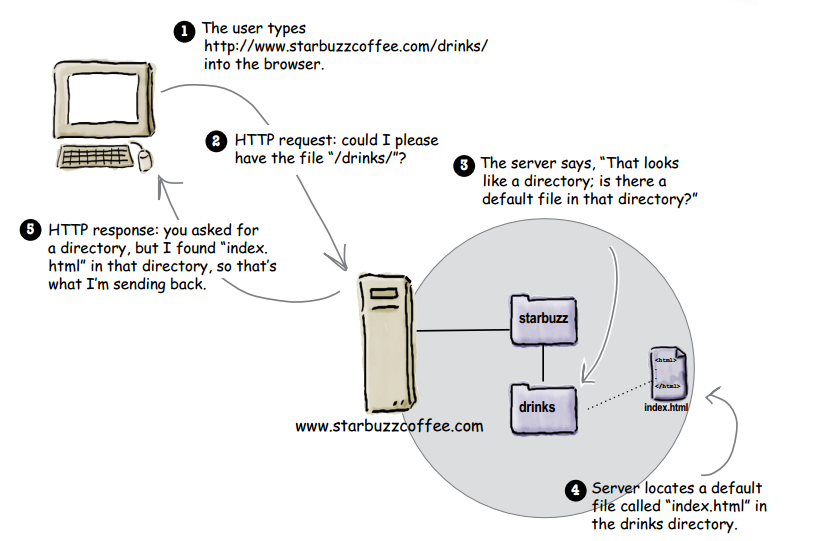 1 The user types
http://www.starbuzzcoffee.com/drinks/
into the browser.
2 HTTP request: could I please
have the file “/drinks/”?
3 The server says, “That looks
like a directory; is there a
default file in that directory?”
5 HTTP response: you asked for
a directory, but I found “index.
html” in that directory, so that’s
what I’m sending back.
starbuzz
drinks
<html>
.
.
</html>
index.html
www.starbuzzcoffee.com
4 Server locates a default
file called “index.html” in
the drinks directory.